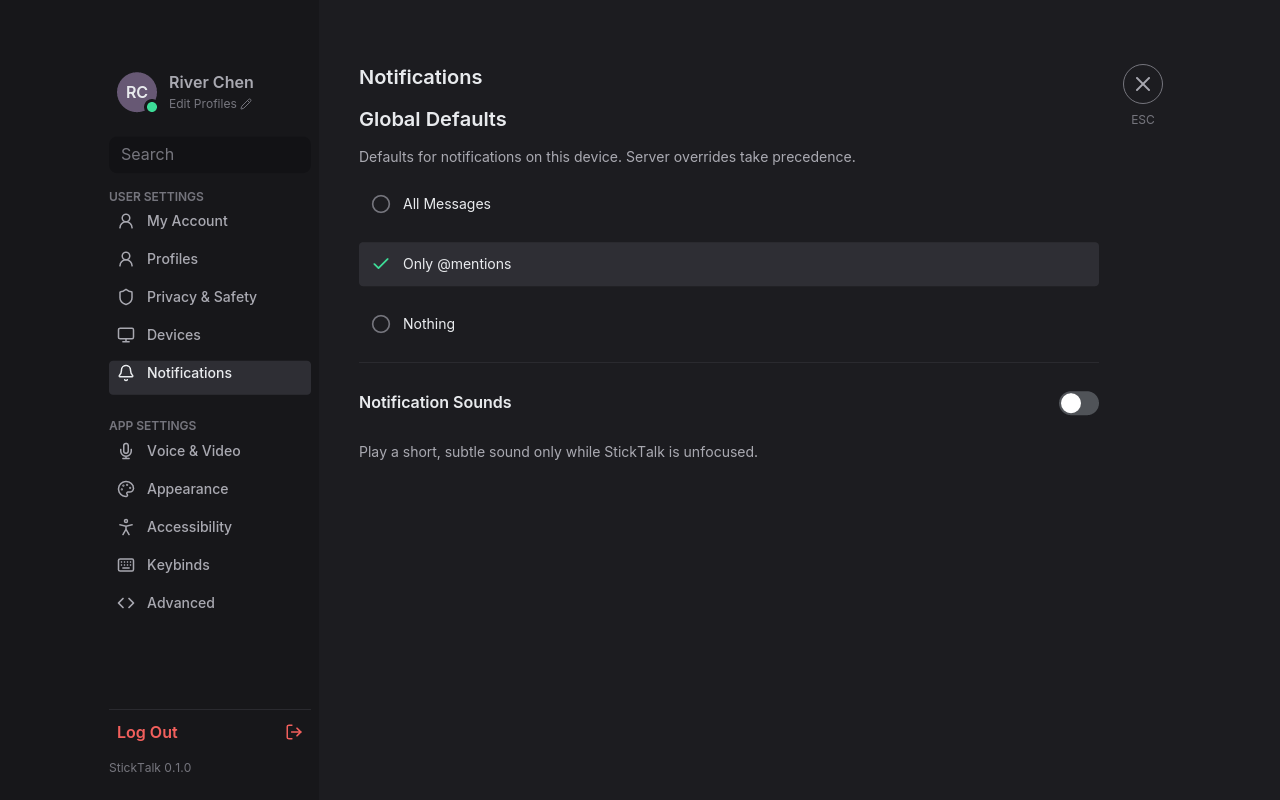 RC
River Chen
Edit Profiles
Search
USER SETTINGS
My Account
Profiles
Privacy & Safety
Devices
Notifications
APP SETTINGS
Voice & Video
Appearance
Accessibility
Keybinds
Advanced
Log Out
StickTalk 0.1.0
Notifications
Global Defaults
Defaults for notifications on this device. Server overrides take precedence.
All Messages
Only @mentions
Nothing
Notification Sounds
Play a short, subtle sound only while StickTalk is unfocused.
ESC